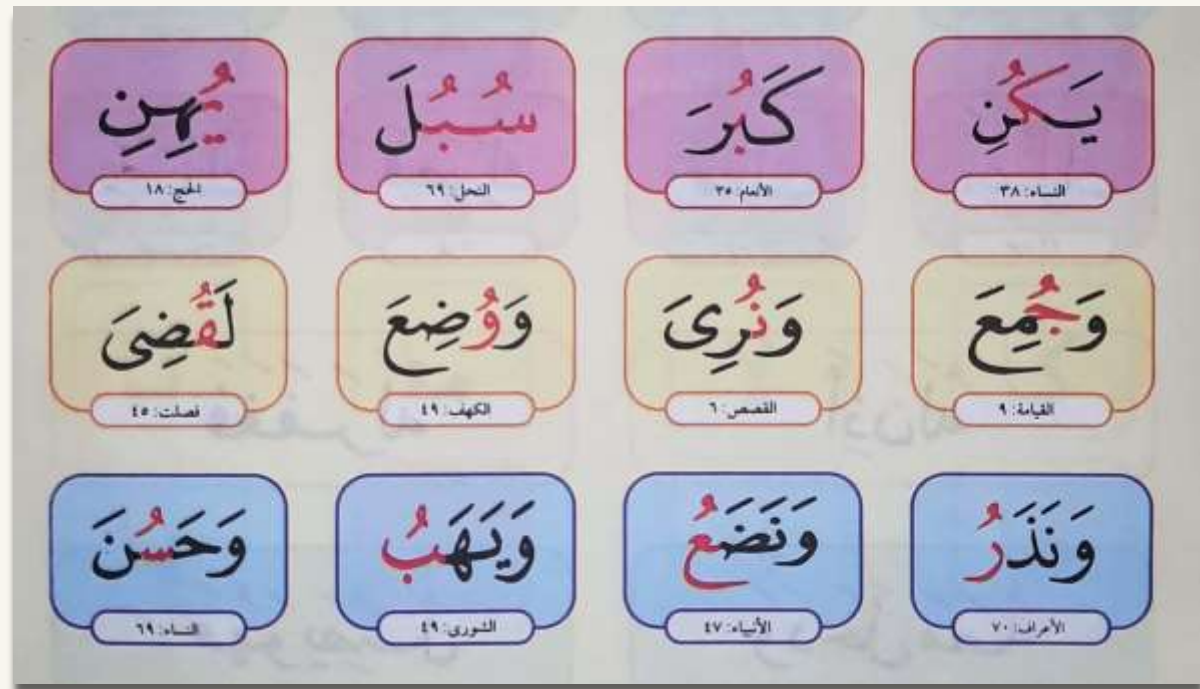 يَكُنِ كَبُرَ سُبُلَ يُهِنِ
النساء: ٣٨ الأنعام: ٣٥ النحل: ٦٩ الحج: ١٨
وَجُمِعَ وَنُرِىَ وَوُضِعَ لَقُضِىَ
القيامة: ٩ القصص: ٦ الكهف: ٤٩ فصلت: ٤٥
وَنَذَرُ وَنَضَعُ وَيَهَبُ وَحَسُنَ
الأعراف: ٧٠ الأنبياء: ٤٧ الشورى: ٤٩ النساء: ٦٩